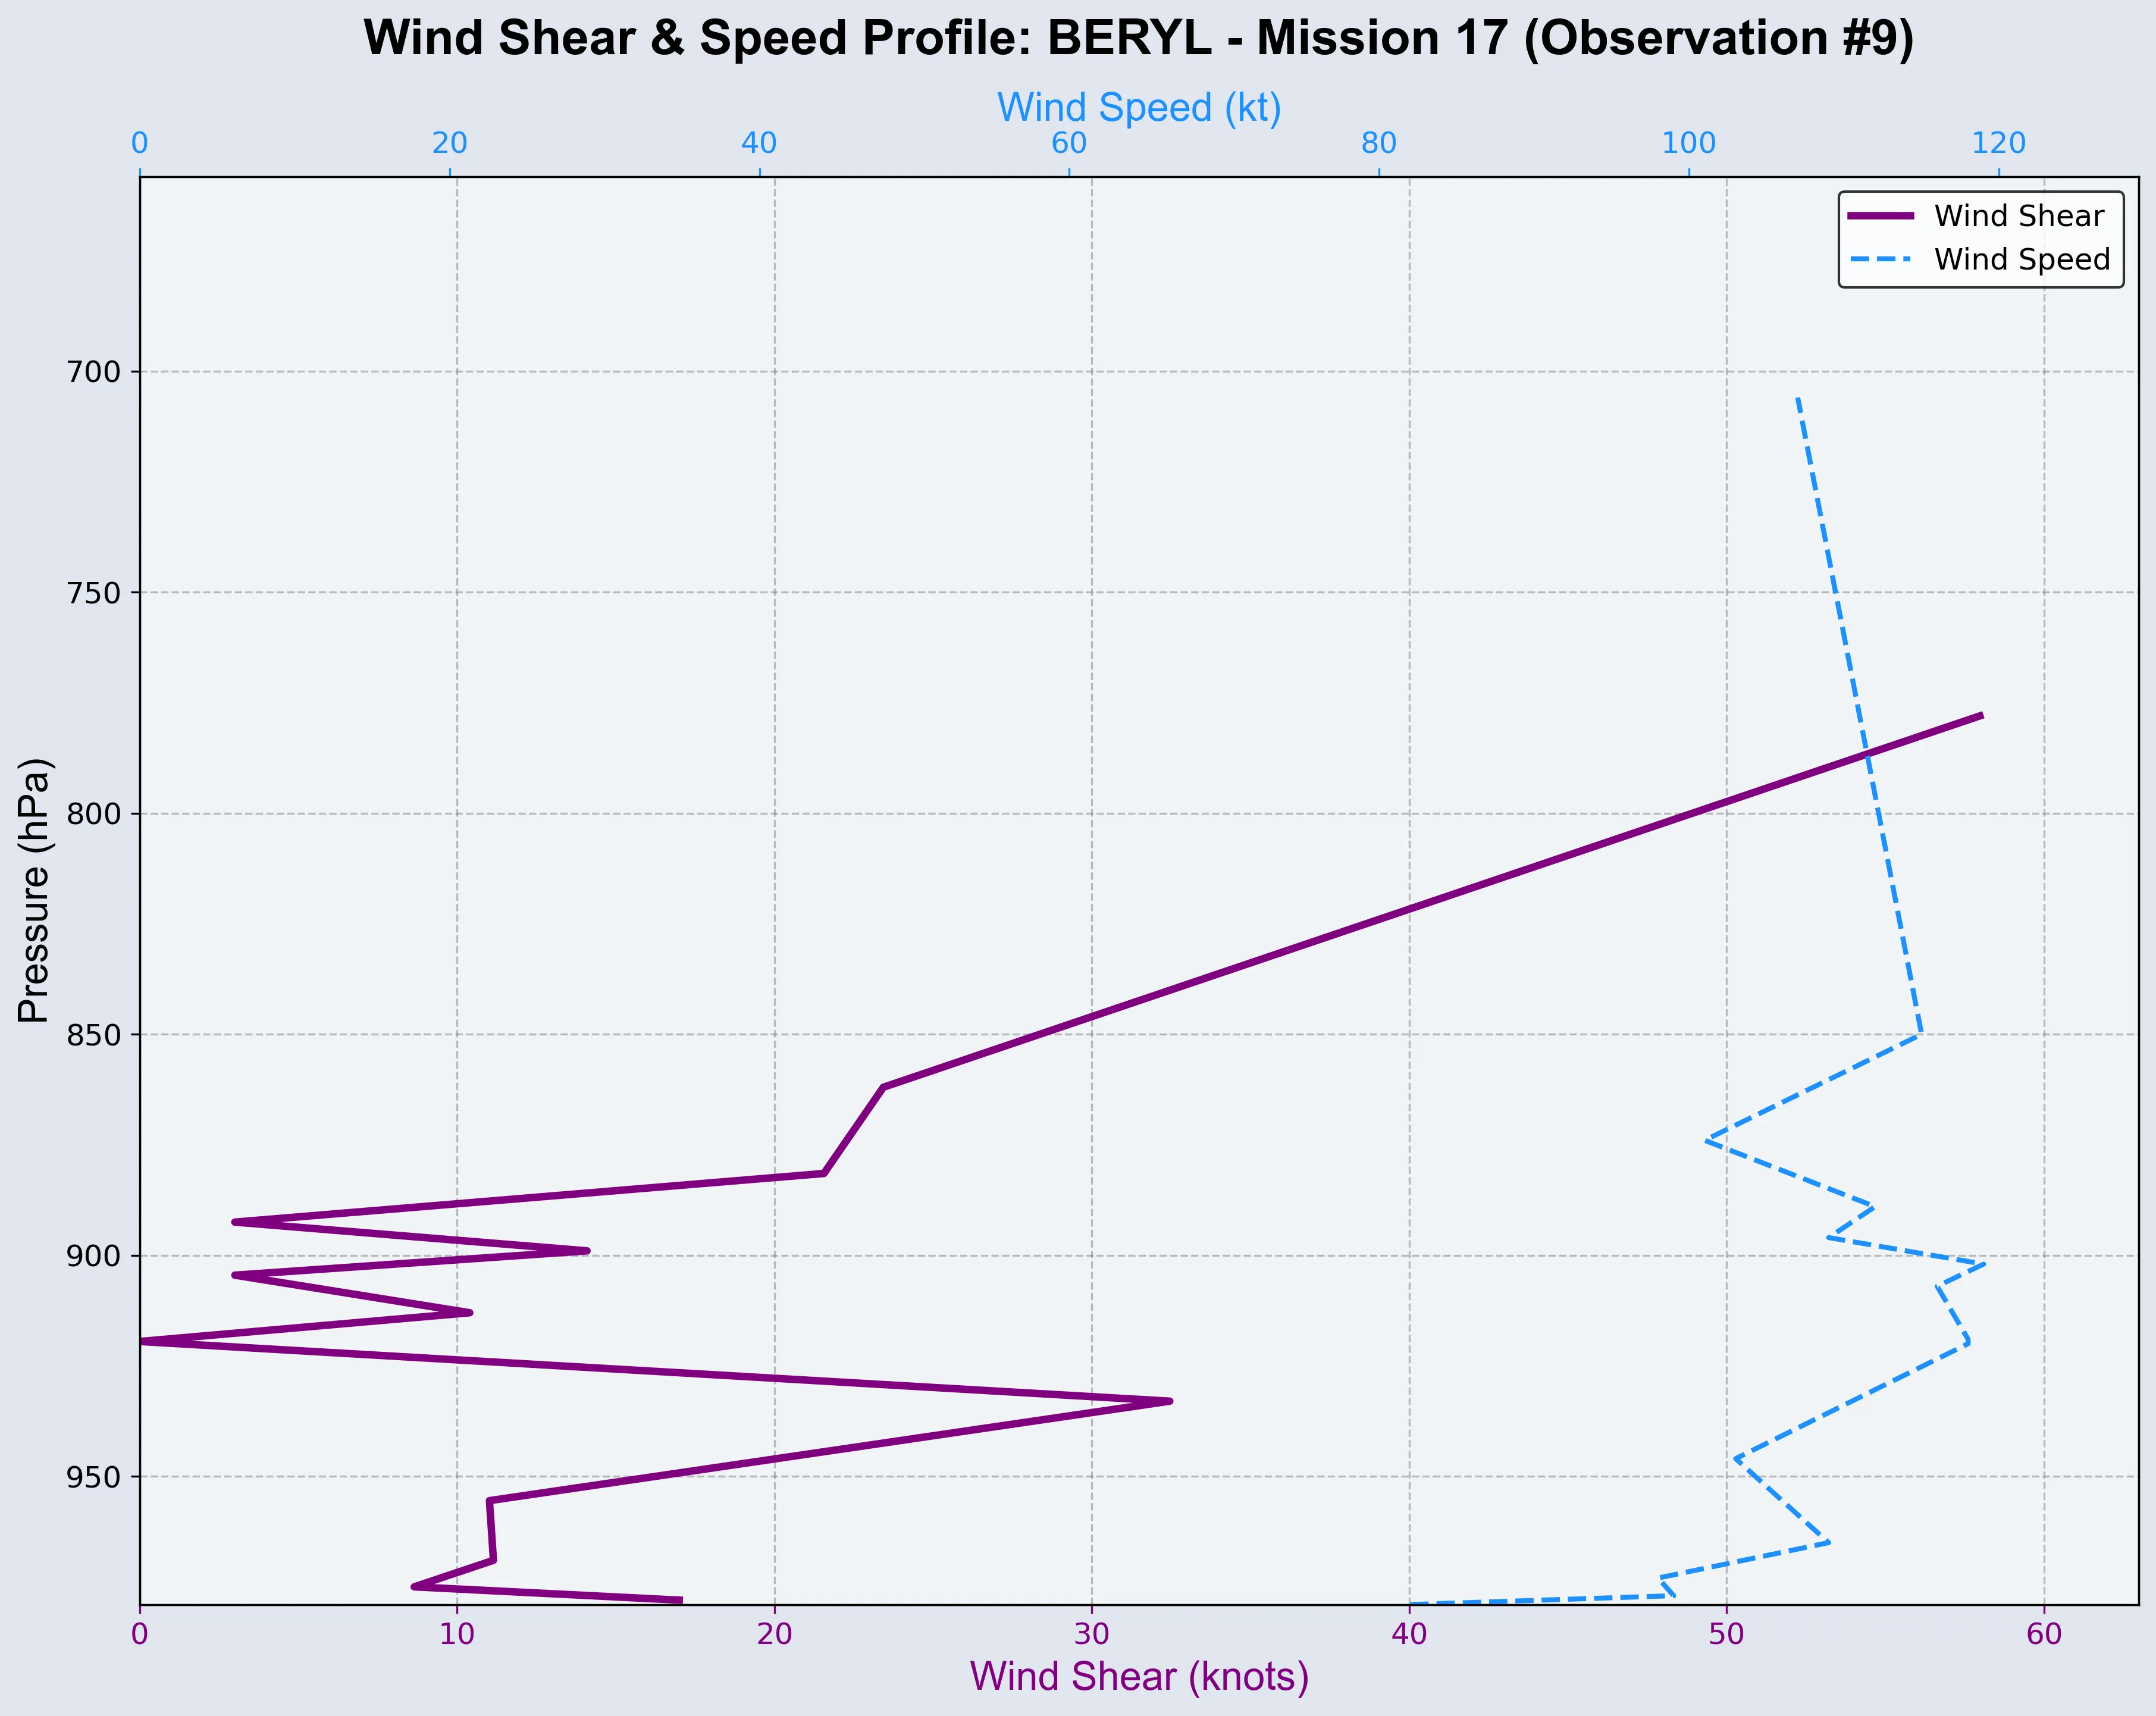 Wind Shear & Speed Profile: BERYL - Mission 17 (Observation #9)
Wind Speed (kt)
0 20 40 60 80 100 120
Wind Shear
Wind Speed
700
750
800
850
900
950
Pressure (hPa)
0 10 20 30 40 50 60
Wind Shear (knots)